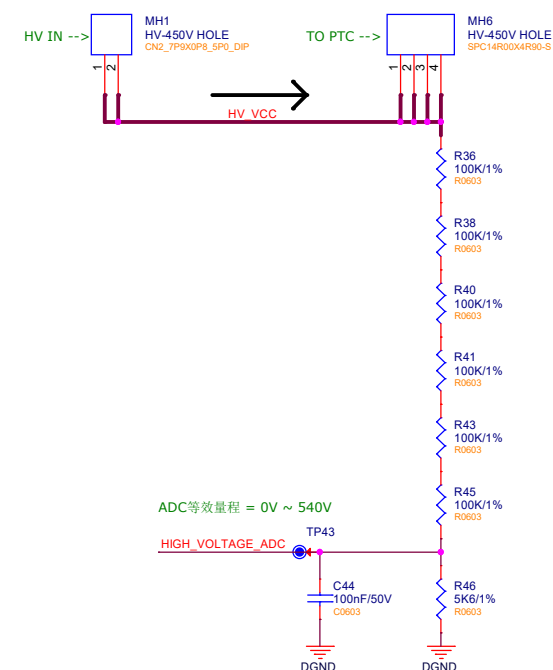 HV IN -->
MH1
HV-450V HOLE
CN2_7P9X0P8_5P0_DIP
1
2
TO PTC -->
MH6
HV-450V HOLE
SPC14R00X4R90-S
1
2
3
4
HV_VCC
R36
100K/1%
R0603
R38
100K/1%
R0603
R40
100K/1%
R0603
R41
100K/1%
R0603
R43
100K/1%
R0603
R45
100K/1%
R0603
ADC等效量程 = 0V ~ 540V
TP43
HIGH_VOLTAGE_ADC
C44
100nF/50V
C0603
R46
5K6/1%
R0603
DGND
DGND